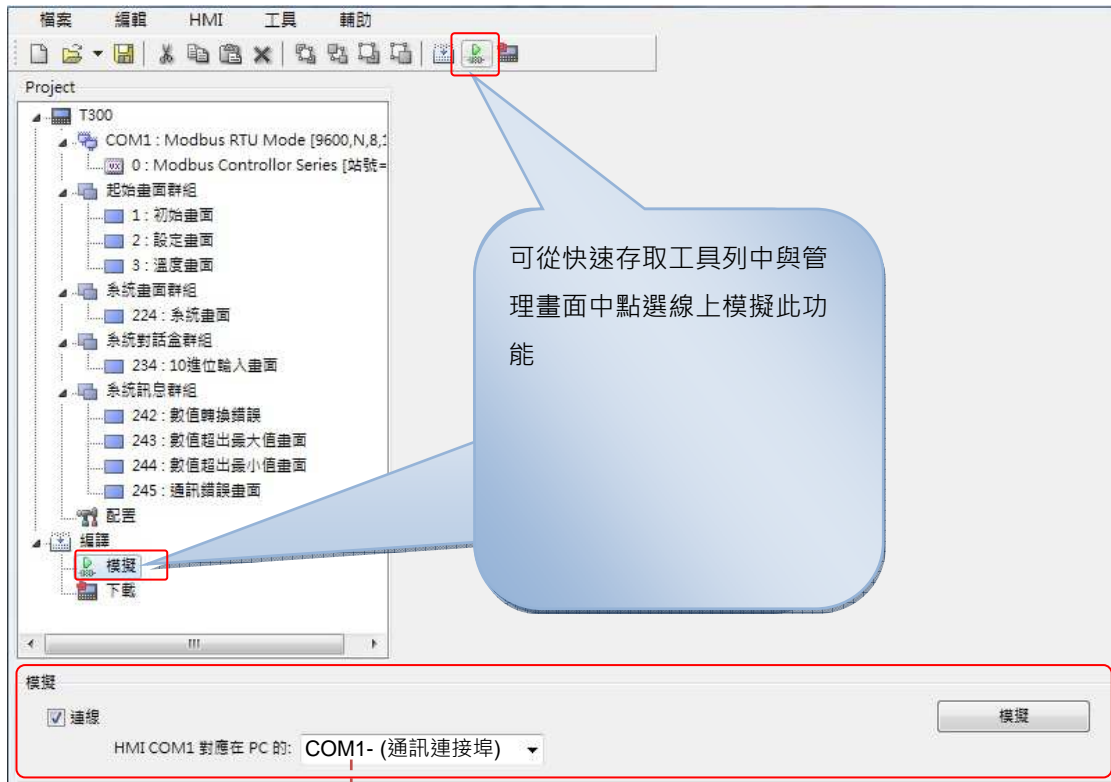 檔案 編輯 HMI 工具 輔助
Project
T300
COM1 : Modbus RTU Mode [9600,N,8,1
0 : Modbus Controllor Series [站號=
起始畫面群組
1 : 初始畫面
2 : 設定畫面
3 : 溫度畫面
系統畫面群組
224 : 系統畫面
系統對話盒群組
234 : 10進位輸入畫面
系統訊息群組
242 : 數值轉換錯誤
243 : 數值超出最大值畫面
244 : 數值超出最小值畫面
245 : 通訊錯誤畫面
配置
編譯
模擬
下載
可從快速存取工具列中與管
理畫面中點選線上模擬此功
能
模擬
連線
模擬
HMI COM1 對應在 PC 的: COM1- (通訊連接埠)